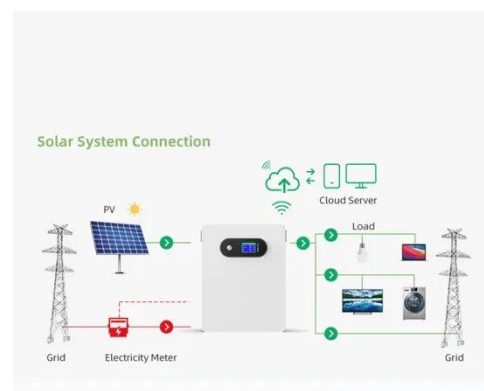 Solar System Connection
Cloud Server
PV
Load
Grid
Electricity Meter
Grid